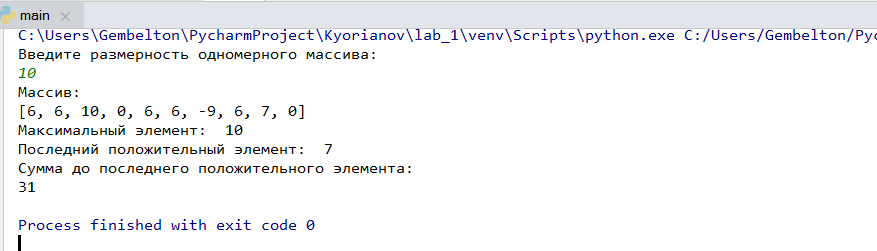 main
C:\Users\Gembelton\PycharmProject\Kyorianov\lab_1\venv\Scripts\python.exe C:/Users/Gembelton/Pyc
Введите размерность одномерного массива:
10
Массив:
[6, 6, 10, 0, 6, 6, -9, 6, 7, 0]
Максимальный элемент:  10
Последний положительный элемент:  7
Сумма до последнего положительного элемента:
31
Process finished with exit code 0